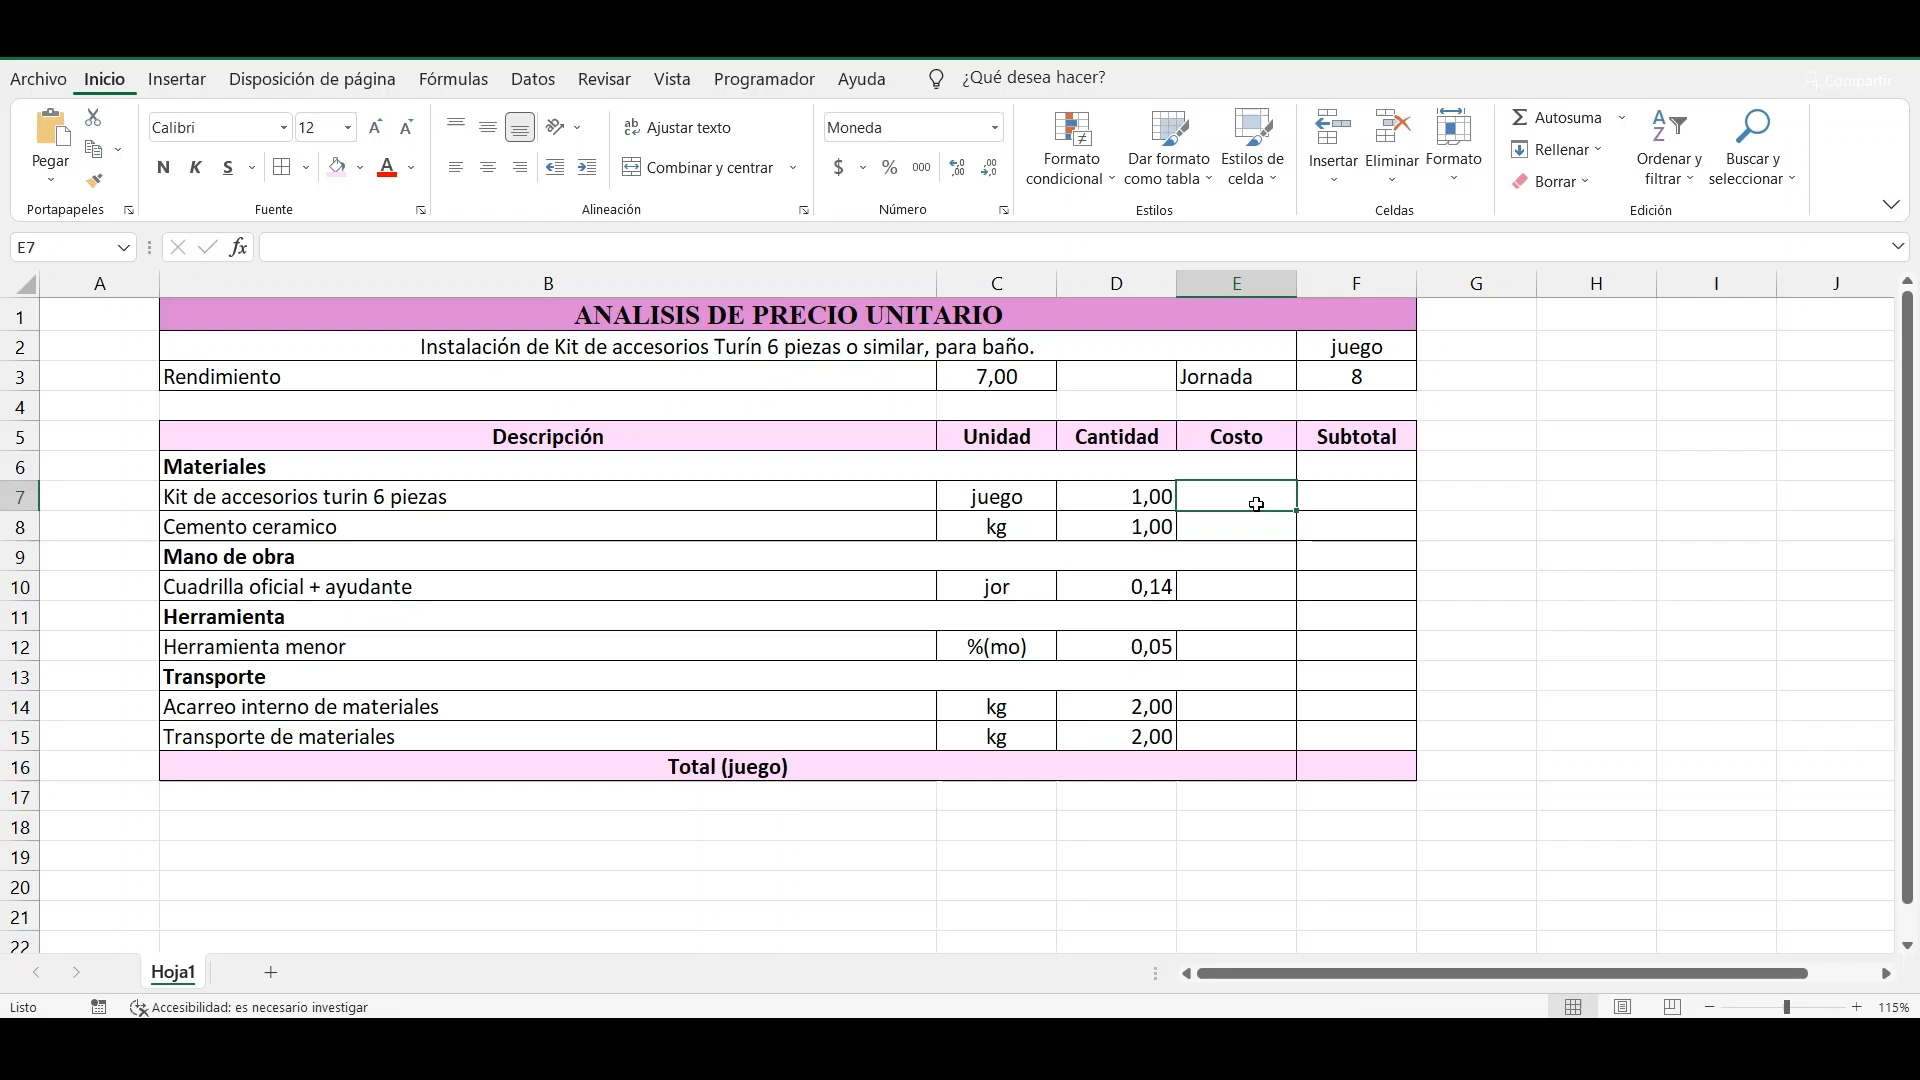 Archivo Inicio Insertar Disposición de página Fórmulas Datos Revisar Vista Programador Ayuda ¿Qué desea hacer? Compartir
Pegar
Portapapeles
Calibri 12
N K S
Fuente
Ajustar texto
Combinar y centrar
Alineación
Moneda
$ % 000
Número
Formato condicional
Dar formato como tabla
Estilos de celda
Estilos
Insertar Eliminar Formato
Celdas
Autosuma
Rellenar
Borrar
Ordenar y filtrar
Buscar y seleccionar
Edición
E7 fx
A B C D E F G H I J
1 ANALISIS DE PRECIO UNITARIO
2 Instalación de Kit de accesorios Turín 6 piezas o similar, para baño. juego
3 Rendimiento 7,00 Jornada 8
4
5 Descripción Unidad Cantidad Costo Subtotal
6 Materiales
7 Kit de accesorios turin 6 piezas juego 1,00
8 Cemento ceramico kg 1,00
9 Mano de obra
10 Cuadrilla oficial + ayudante jor 0,14
11 Herramienta
12 Herramienta menor %(mo) 0,05
13 Transporte
14 Acarreo interno de materiales kg 2,00
15 Transporte de materiales kg 2,00
16 Total (juego)
17
18
19
20
21
22
Hoja1
Listo Accesibilidad: es necesario investigar 115%